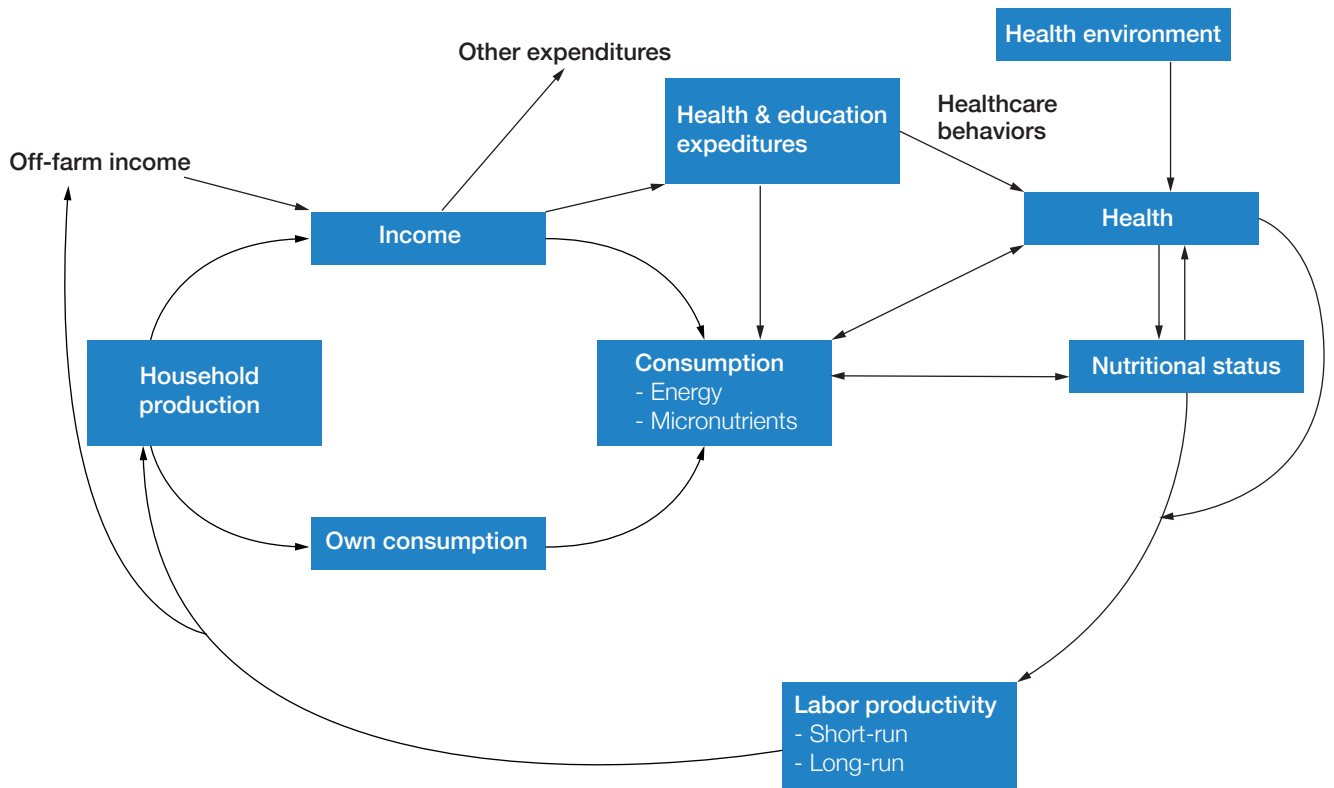 Health environment
Other expenditures
Health & education
expeditures
Healthcare
behaviors
Off-farm income
Income
Health
Household
production
Consumption
- Energy
- Micronutrients
Nutritional status
Own consumption
Labor productivity
- Short-run
- Long-run